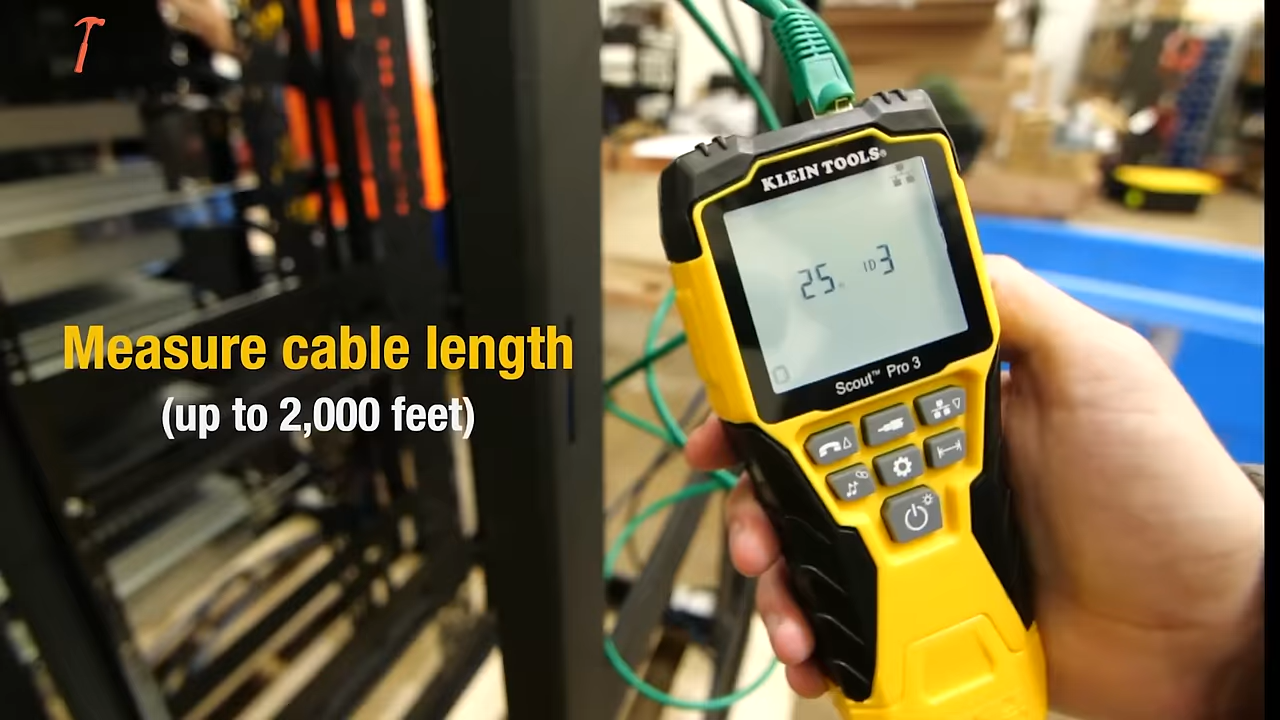 Measure cable length
(up to 2,000 feet)
KLEIN TOOLS®
25 ID 3
Scout™ Pro 3